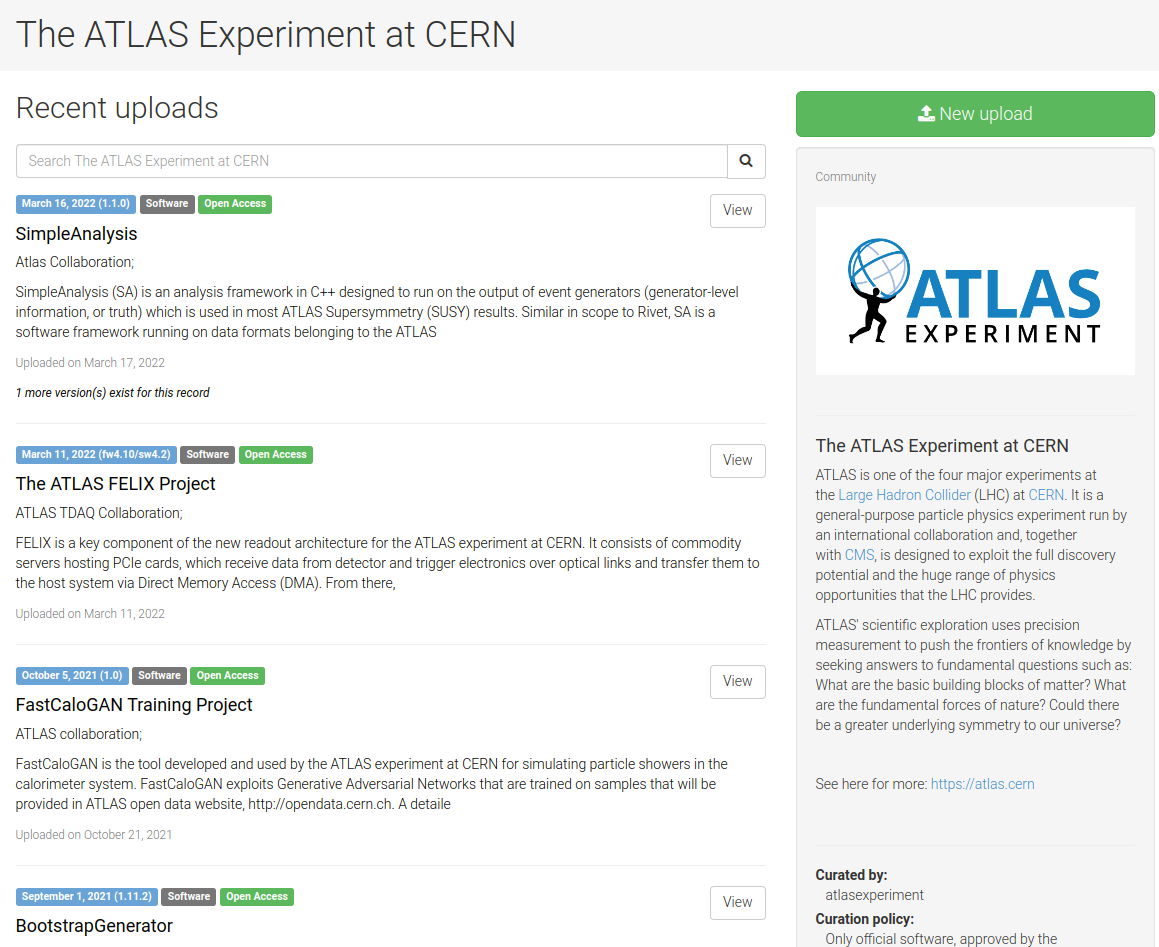 The ATLAS Experiment at CERN
Recent uploads
Search The ATLAS Experiment at CERN
March 16, 2022 (1.1.0) Software Open Access
View
SimpleAnalysis
Atlas Collaboration;
SimpleAnalysis (SA) is an analysis framework in C++ designed to run on the output of event generators (generator-level
information, or truth) which is used in most ATLAS Supersymmetry (SUSY) results. Similar in scope to Rivet, SA is a
software framework running on data formats belonging to the ATLAS
Uploaded on March 17, 2022
1 more version(s) exist for this record
March 11, 2022 (fw4.10/sw4.2) Software Open Access
View
The ATLAS FELIX Project
ATLAS TDAQ Collaboration;
FELIX is a key component of the new readout architecture for the ATLAS experiment at CERN. It consists of commodity
servers hosting PCIe cards, which receive data from detector and trigger electronics over optical links and transfer them to
the host system via Direct Memory Access (DMA). From there,
Uploaded on March 11, 2022
October 5, 2021 (1.0) Software Open Access
View
FastCaloGAN Training Project
ATLAS collaboration;
FastCaloGAN is the tool developed and used by the ATLAS experiment at CERN for simulating particle showers in the
calorimeter system. FastCaloGAN exploits Generative Adversarial Networks that are trained on samples that will be
provided in ATLAS open data website, http://opendata.cern.ch. A detaile
Uploaded on October 21, 2021
September 1, 2021 (1.11.2) Software Open Access
View
BootstrapGenerator
New upload
Community
ATLAS
EXPERIMENT
The ATLAS Experiment at CERN
ATLAS is one of the four major experiments at
the Large Hadron Collider (LHC) at CERN. It is a
general-purpose particle physics experiment run by
an international collaboration and, together
with CMS, is designed to exploit the full discovery
potential and the huge range of physics
opportunities that the LHC provides.
ATLAS' scientific exploration uses precision
measurement to push the frontiers of knowledge by
seeking answers to fundamental questions such as:
What are the basic building blocks of matter? What
are the fundamental forces of nature? Could there
be a greater underlying symmetry to our universe?
See here for more: https://atlas.cern
Curated by:
atlasexperiment
Curation policy:
Only official software, approved by the